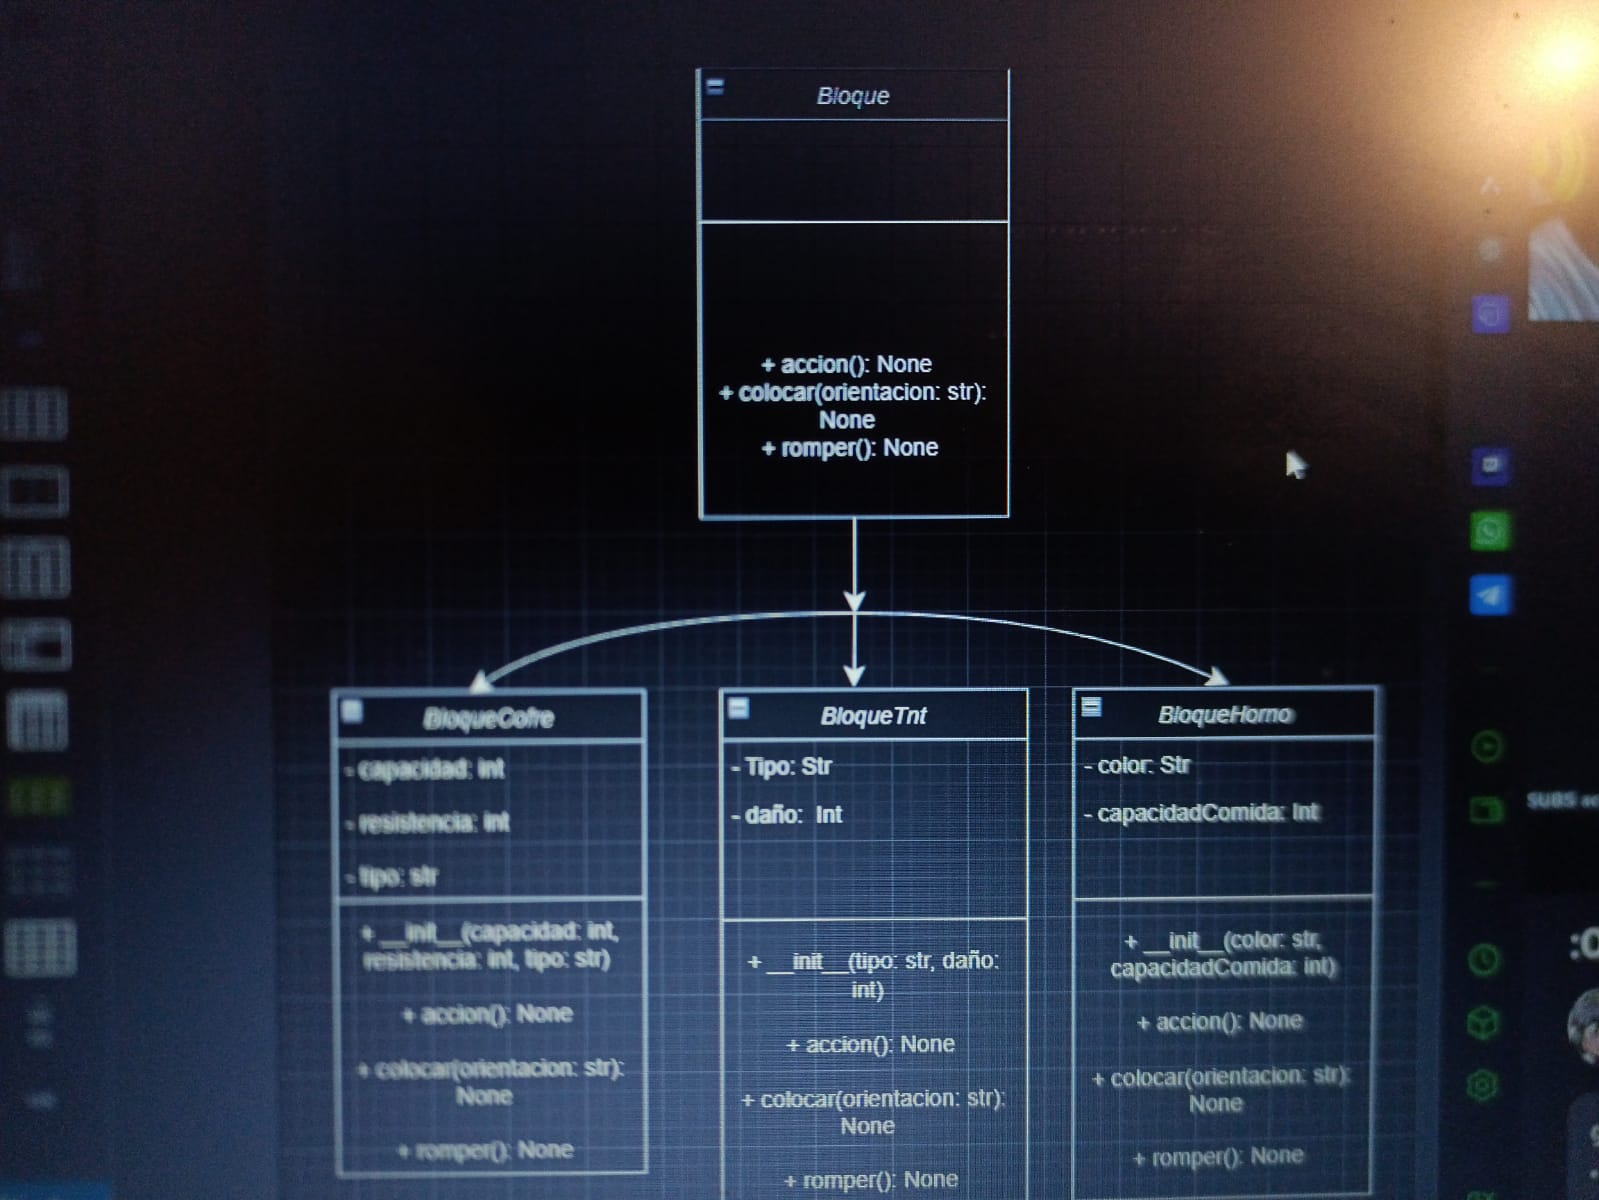 Bloque
+ accion(): None
+ colocar(orientacion: str):
None
+ romper(): None
BloqueCofre
- capacidad: int
- resistencia: int
- tipo: str
+ __init__(capacidad: int,
resistencia: int, tipo: str)
+ accion(): None
+ colocar(orientacion: str):
None
+ romper(): None
BloqueTnt
- Tipo: Str
- daño: Int
+ __init__(tipo: str, daño:
int)
+ accion(): None
+ colocar(orientacion: str):
None
+ romper(): None
BloqueHorno
- color: Str
- capacidadComida: Int
+ __init__(color: str,
capacidadComida: int)
+ accion(): None
+ colocar(orientacion: str):
None
+ romper(): None
SUBS